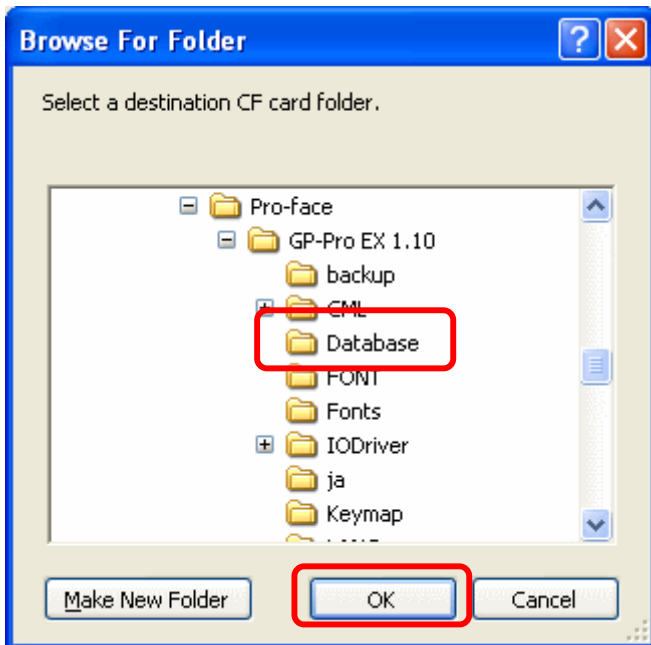 Browse For Folder
Select a destination CF card folder.
Pro-face
GP-Pro EX 1.10
backup
CML
Database
FONT
Fonts
IODriver
ja
Keymap
Make New Folder
OK
Cancel